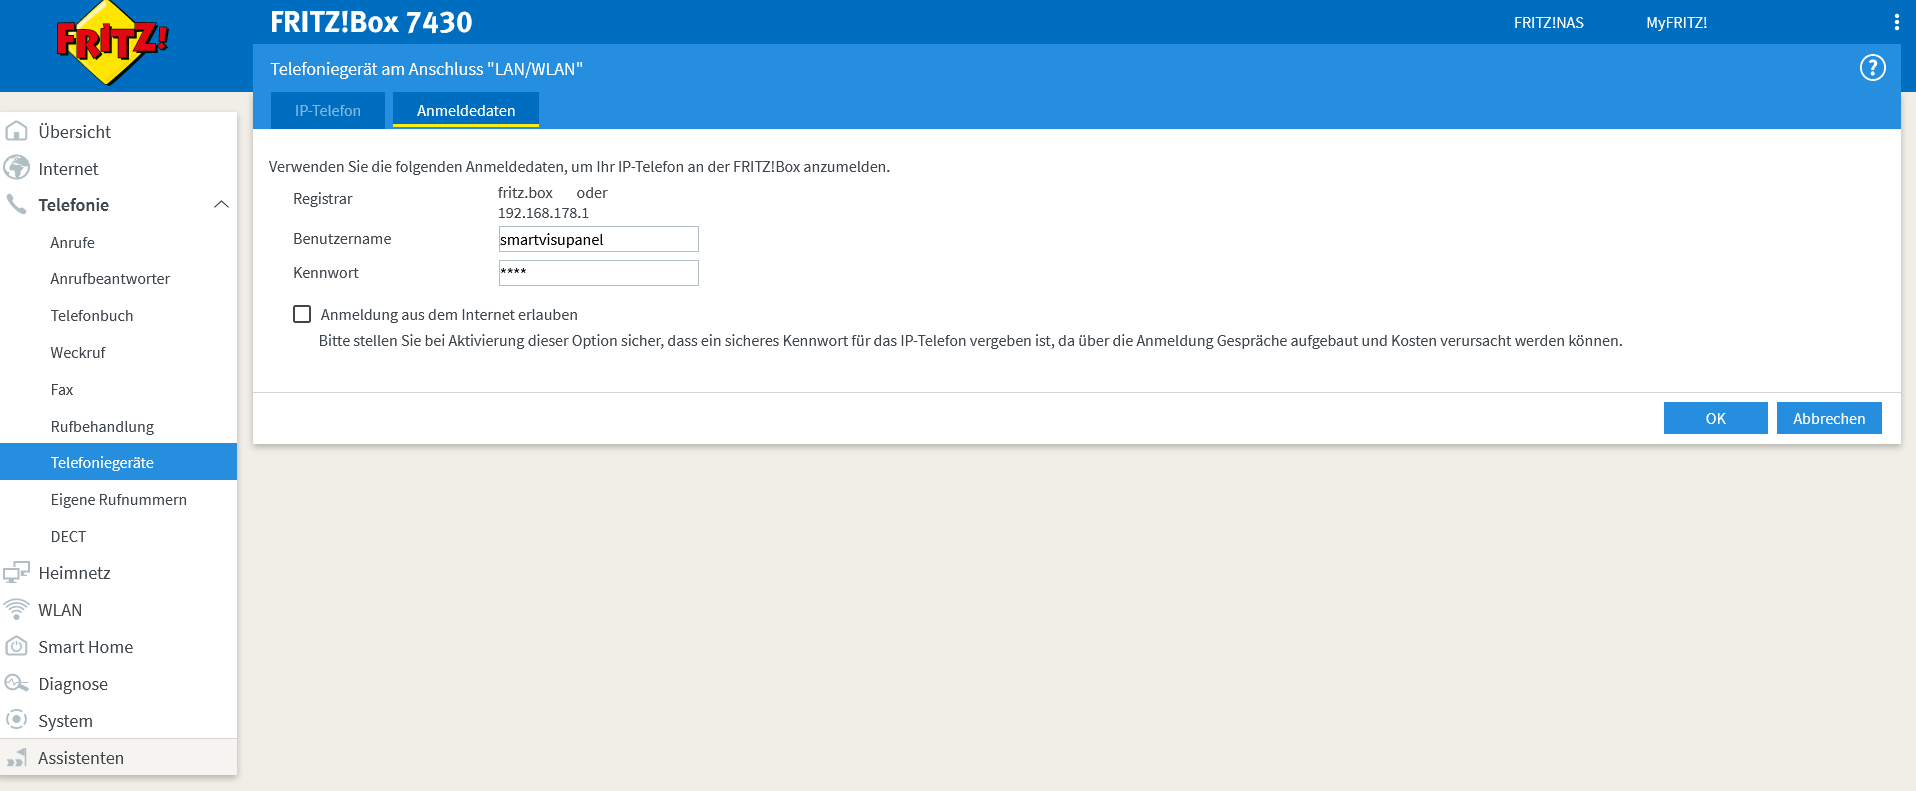 FRITZ!
FRITZ!Box 7430
FRITZ!NAS
MyFRITZ!
Telefoniegerät am Anschluss "LAN/WLAN"
?
IP-Telefon
Anmeldedaten
Übersicht
Internet
Telefonie
Anrufe
Anrufbeantworter
Telefonbuch
Weckruf
Fax
Rufbehandlung
Telefoniegeräte
Eigene Rufnummern
DECT
Heimnetz
WLAN
Smart Home
Diagnose
System
Assistenten
Verwenden Sie die folgenden Anmeldedaten, um Ihr IP-Telefon an der FRITZ!Box anzumelden.
Registrar fritz.box oder
192.168.178.1
Benutzername smartvisupanel
Kennwort ****
Anmeldung aus dem Internet erlauben
Bitte stellen Sie bei Aktivierung dieser Option sicher, dass ein sicheres Kennwort für das IP-Telefon vergeben ist, da über die Anmeldung Gespräche aufgebaut und Kosten verursacht werden können.
OK
Abbrechen